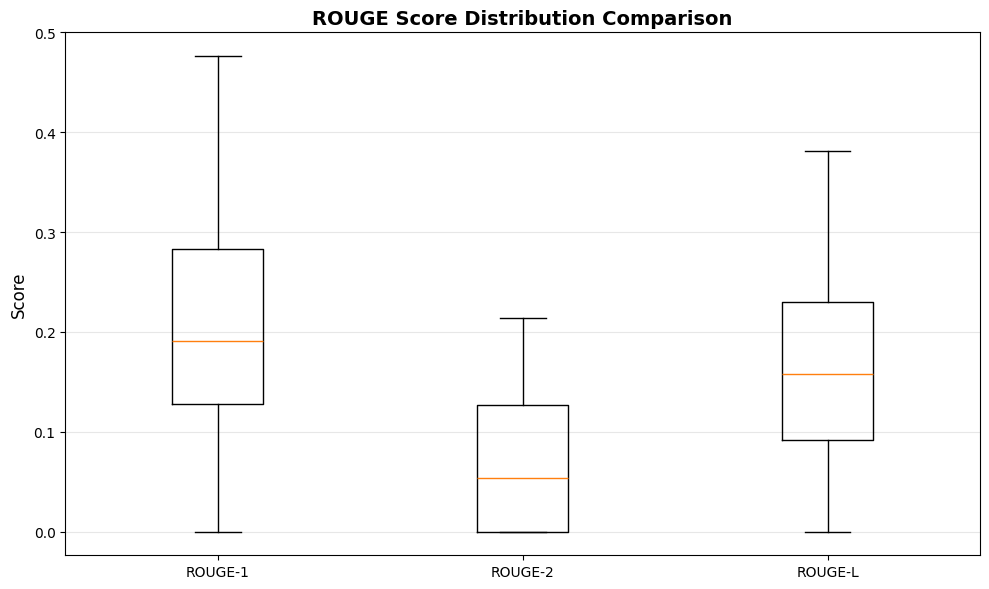 ROUGE Score Distribution Comparison
Score
0.5
0.4
0.3
0.2
0.1
0.0
ROUGE-1
ROUGE-2
ROUGE-L